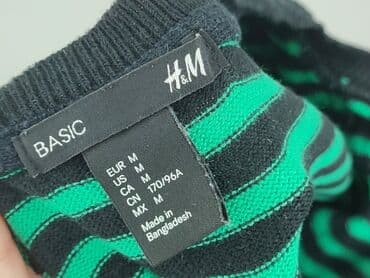 H&M
BASIC
EUR M
US M
CA M
CN 170/96A
MX M
Made in
Bangladesh